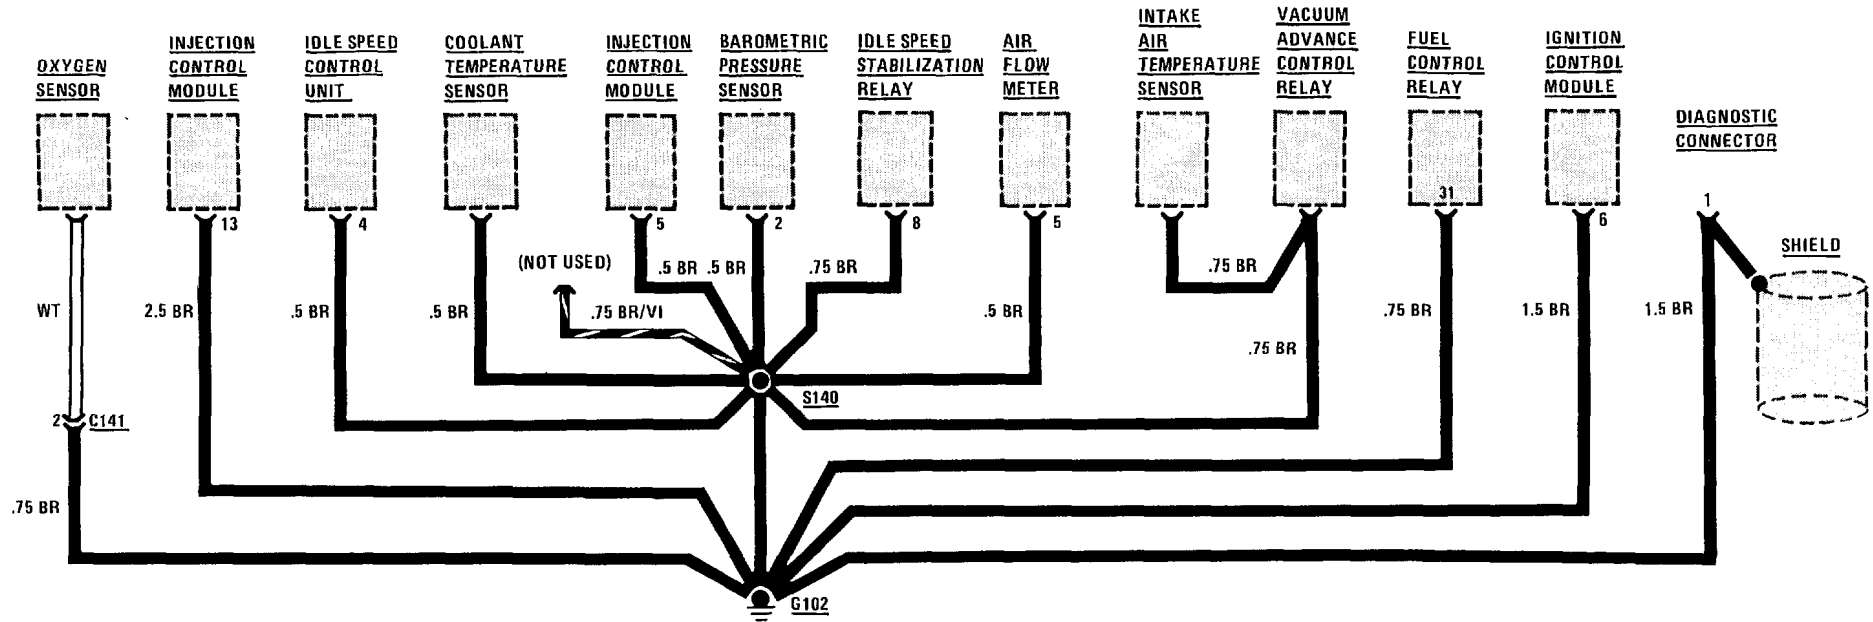 OXYGEN
SENSOR
INJECTION
CONTROL
MODULE
IDLE SPEED
CONTROL
UNIT
COOLANT
TEMPERATURE
SENSOR
INJECTION
CONTROL
MODULE
BAROMETRIC
PRESSURE
SENSOR
IDLE SPEED
STABILIZATION
RELAY
AIR
FLOW
METER
INTAKE
AIR
TEMPERATURE
SENSOR
VACUUM
ADVANCE
CONTROL
RELAY
FUEL
CONTROL
RELAY
IGNITION
CONTROL
MODULE
DIAGNOSTIC
CONNECTOR
31
1
13
4
5
2
8
5
6
SHIELD
(NOT USED)
.5 BR
.5 BR
.75 BR
.75 BR
WT
2.5 BR
.5 BR
.5 BR
.75 BR/VI
.5 BR
.75 BR
.75 BR
1.5 BR
1.5 BR
S140
2
C141
.75 BR
G102